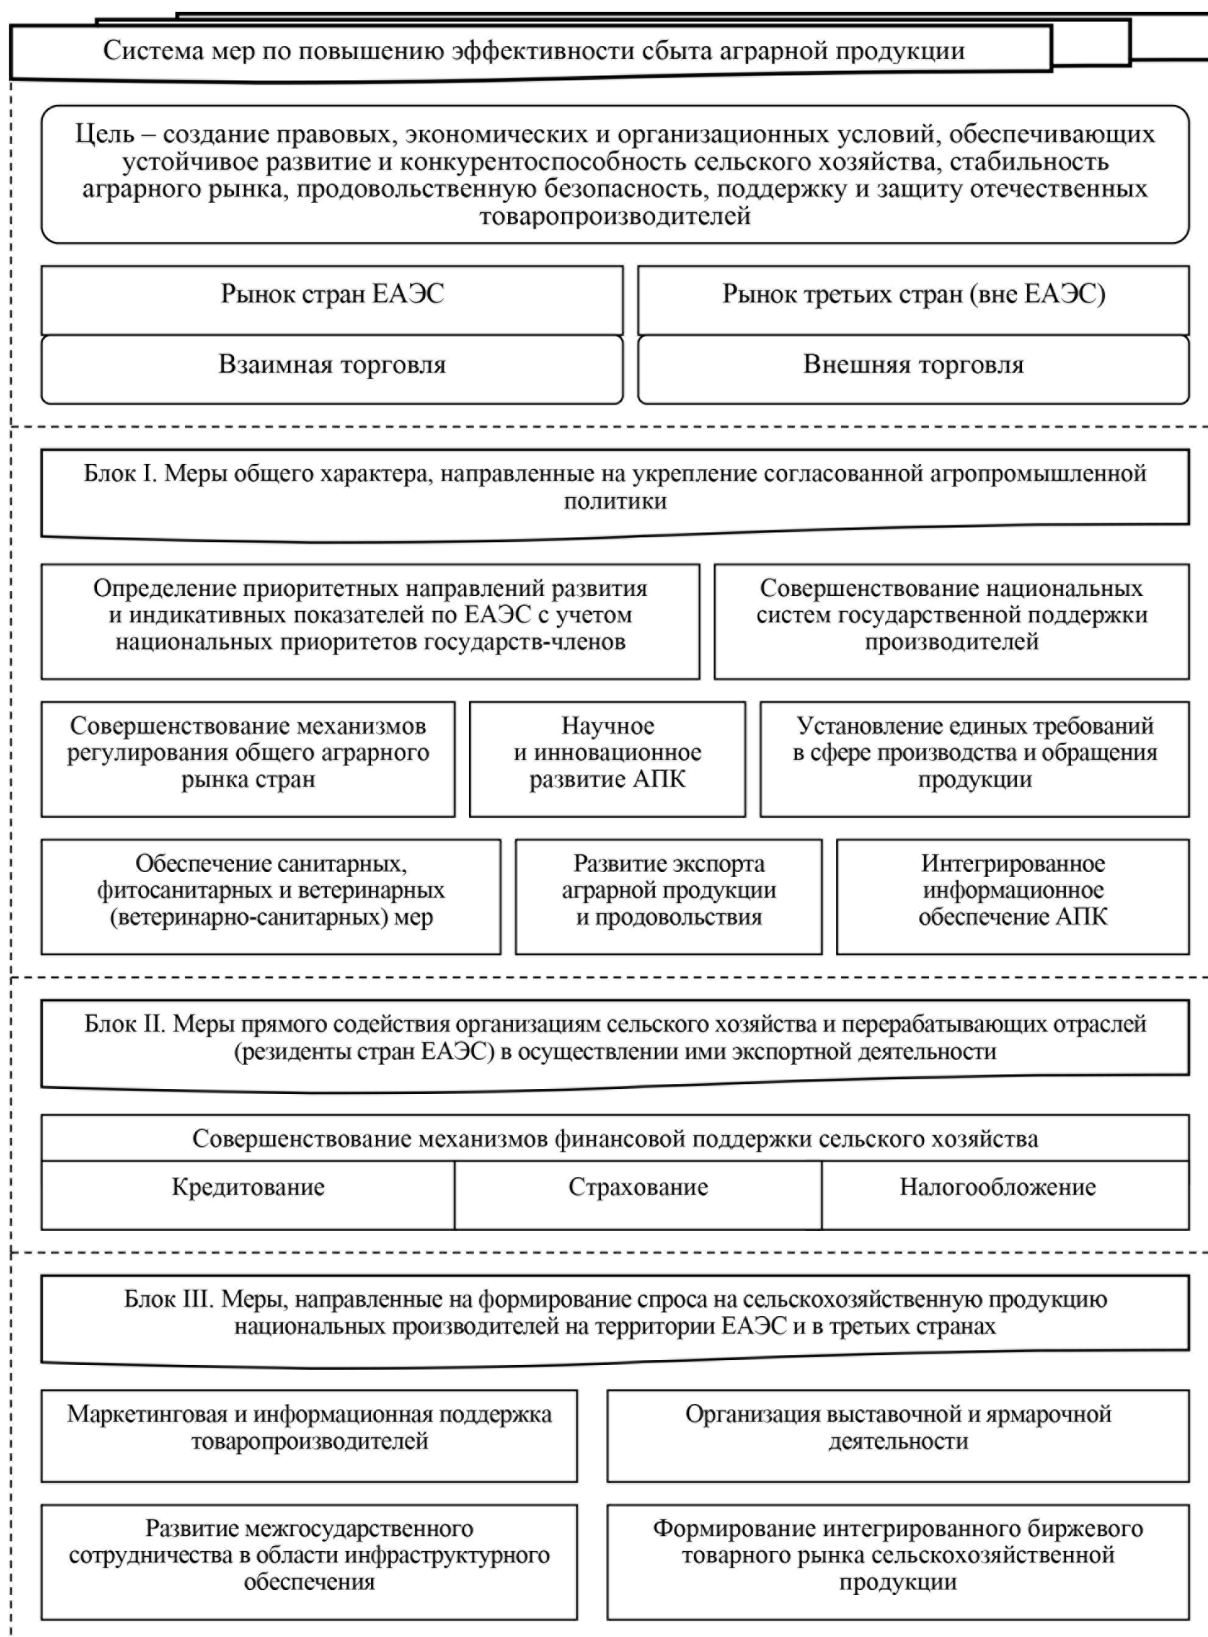 Система мер по повышению эффективности сбыта аграрной продукции
Цель – создание правовых, экономических и организационных условий, обеспечивающих
устойчивое развитие и конкурентоспособность сельского хозяйства, стабильность
аграрного рынка, продовольственную безопасность, поддержку и защиту отечественных
товаропроизводителей
Рынок стран ЕАЭС
Рынок третьих стран (вне ЕАЭС)
Взаимная торговля
Внешняя торговля
Блок I. Меры общего характера, направленные на укрепление согласованной агропромышленной
политики
Определение приоритетных направлений развития
и индикативных показателей по ЕАЭС с учетом
национальных приоритетов государств-членов
Совершенствование национальных
систем государственной поддержки
производителей
Совершенствование механизмов
регулирования общего аграрного
рынка стран
Научное
и инновационное
развитие АПК
Установление единых требований
в сфере производства и обращения
продукции
Обеспечение санитарных,
фитосанитарных и ветеринарных
(ветеринарно-санитарных) мер
Развитие экспорта
аграрной продукции
и продовольствия
Интегрированное
информационное
обеспечение АПК
Блок II. Меры прямого содействия организациям сельского хозяйства и перерабатывающих отраслей
(резиденты стран ЕАЭС) в осуществлении ими экспортной деятельности
Совершенствование механизмов финансовой поддержки сельского хозяйства
Кредитование
Страхование
Налогообложение
Блок III. Меры, направленные на формирование спроса на сельскохозяйственную продукцию
национальных производителей на территории ЕАЭС и в третьих странах
Маркетинговая и информационная поддержка
товаропроизводителей
Организация выставочной и ярмарочной
деятельности
Развитие межгосударственного
сотрудничества в области инфраструктурного
обеспечения
Формирование интегрированного биржевого
товарного рынка сельскохозяйственной
продукции